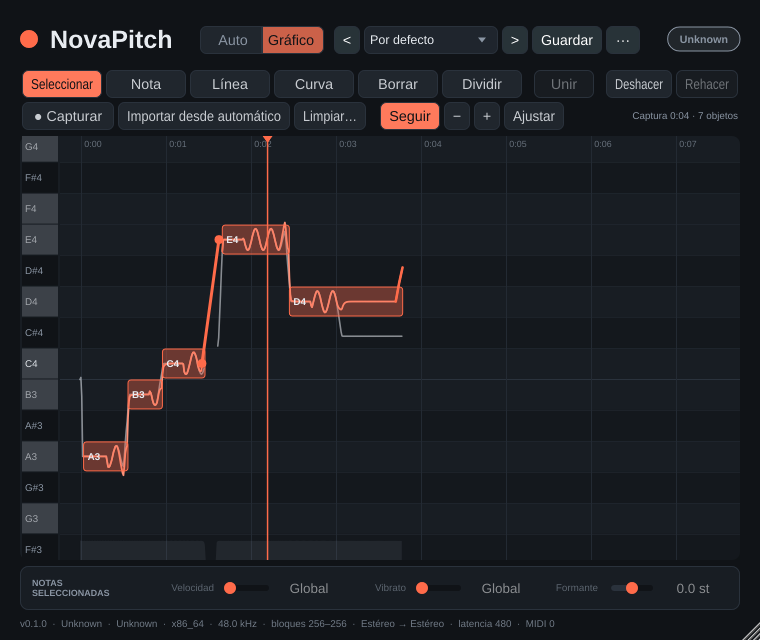 NovaPitch
Auto Gráfico < Por defecto > Guardar ··· Unknown
Seleccionar Nota Línea Curva Borrar Dividir Unir Deshacer Rehacer
● Capturar Importar desde automático Limpiar… Seguir − + Ajustar Captura 0:04 · 7 objetos
G4 0:00 0:01 0:02 0:03 0:04 0:05 0:06 0:07
F#4
F4
E4 E4
D#4
D4 D4
C#4
C4 C4
B3 B3
A#3
A3 A3
G#3
G3
F#3
NOTAS
SELECCIONADAS
Velocidad Global Vibrato Global Formante 0.0 st
v0.1.0 · Unknown · Unknown · x86_64 · 48.0 kHz · bloques 256–256 · Estéreo → Estéreo · latencia 480 · MIDI 0